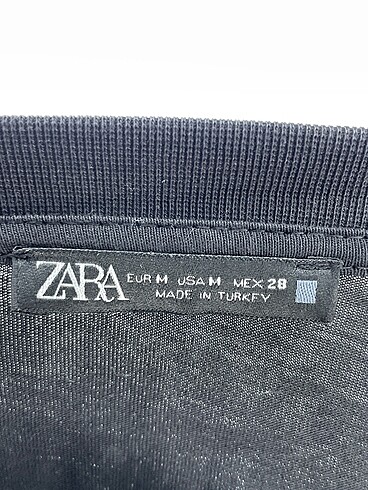 ZARA
EUR M USA M MEX 28
MADE IN TURKEY